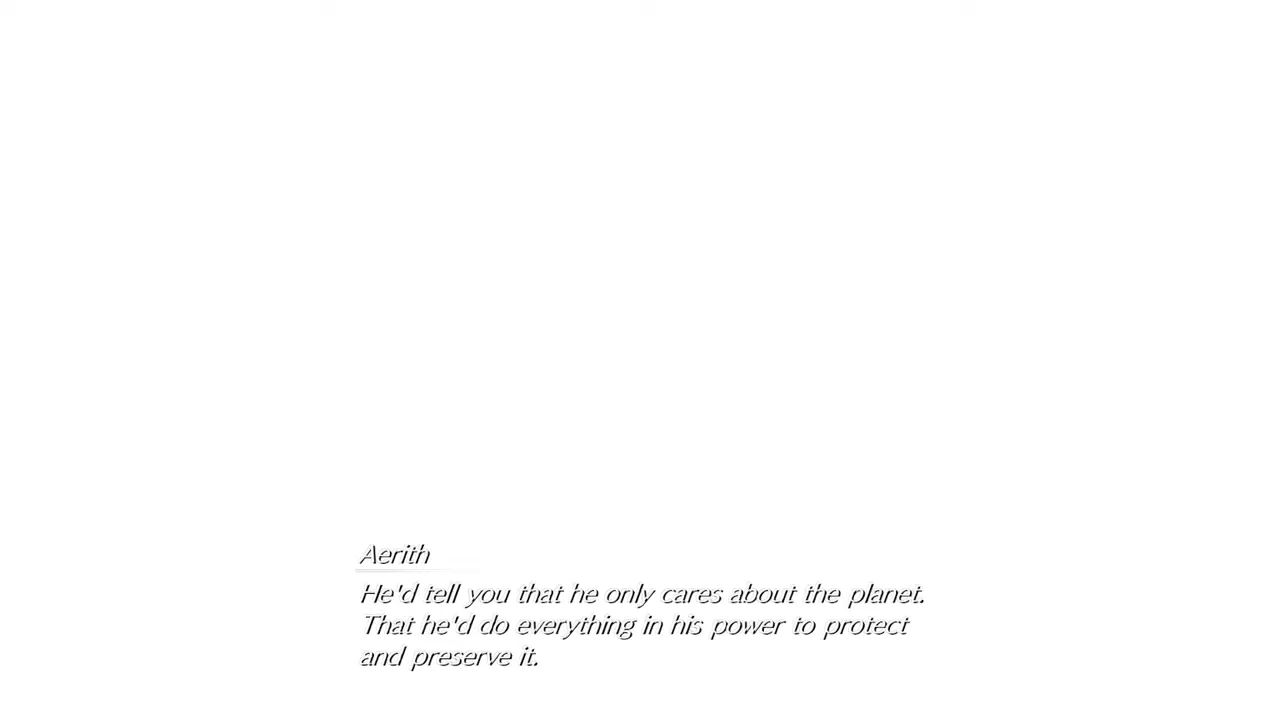 Aerith
He'd tell you that he only cares about the planet.
That he'd do everything in his power to protect
and preserve it.